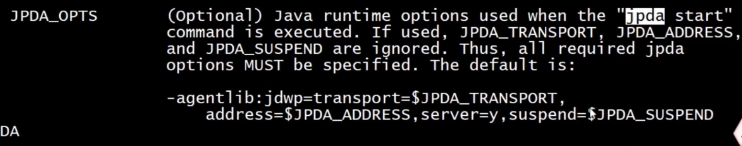 JPDA_OPTS (Optional) Java runtime options used when the "jpda start"
command is executed. If used, JPDA_TRANSPORT, JPDA_ADDRESS,
and JPDA_SUSPEND are ignored. Thus, all required jpda
options MUST be specified. The default is:
-agentlib:jdwp=transport=$JPDA_TRANSPORT,
address=$JPDA_ADDRESS,server=y,suspend=$JPDA_SUSPEND
DA